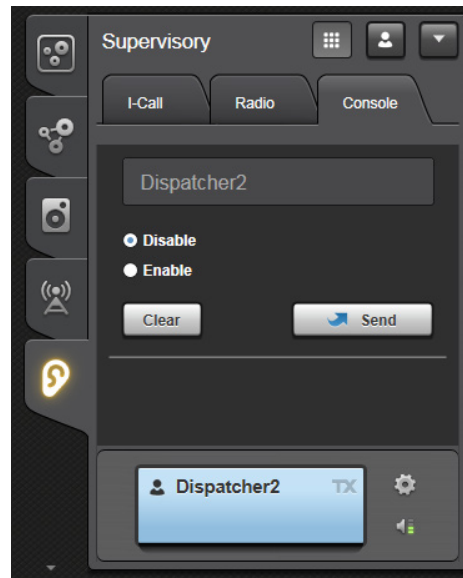 Supervisory
I-Call Radio Console
Dispatcher2
Disable
Enable
Clear Send
Dispatcher2 TX